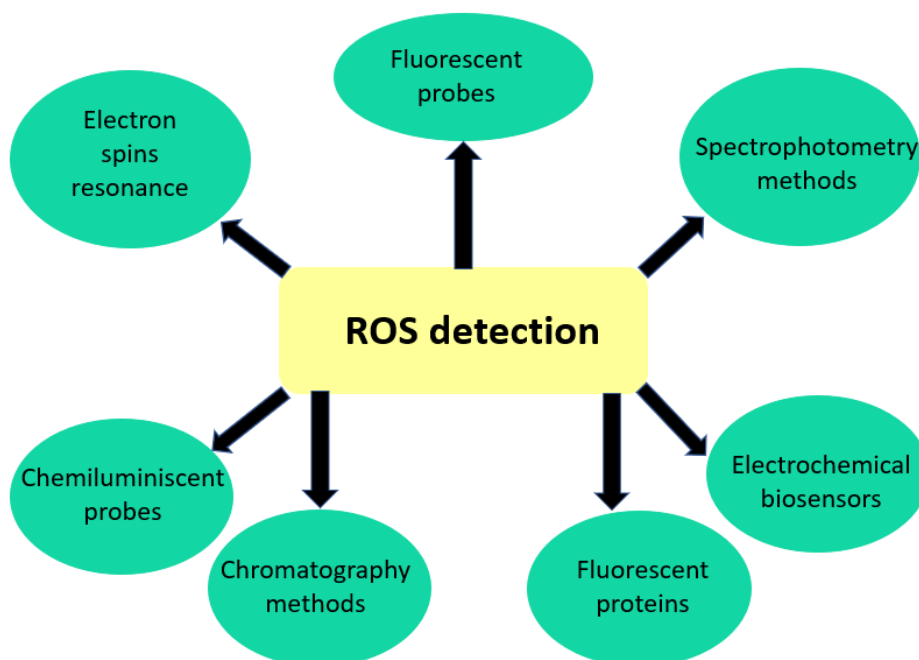 Fluorescent
probes
Electron
spins
resonance
Spectrophotometry
methods
ROS detection
Chemiluminiscent
probes
Electrochemical
biosensors
Chromatography
methods
Fluorescent
proteins